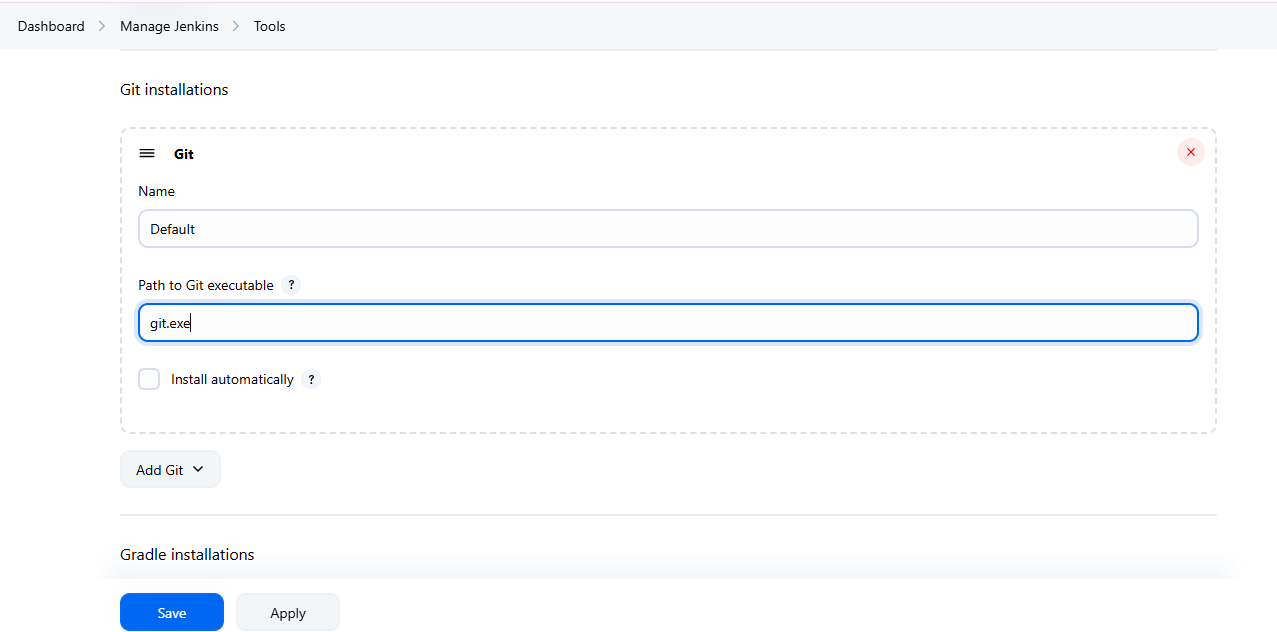 Dashboard > Manage Jenkins > Tools
Git installations
Git
Name
Default
Path to Git executable ?
git.exe
Install automatically ?
Add Git
Gradle installations
Save Apply